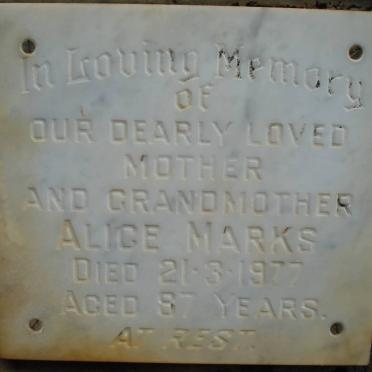 In Loving Memory
of
OUR DEARLY LOVED
MOTHER
AND GRANDMOTHER
ALICE MARKS
DIED 21-3-1977
AGED 87 YEARS.
AT REST.